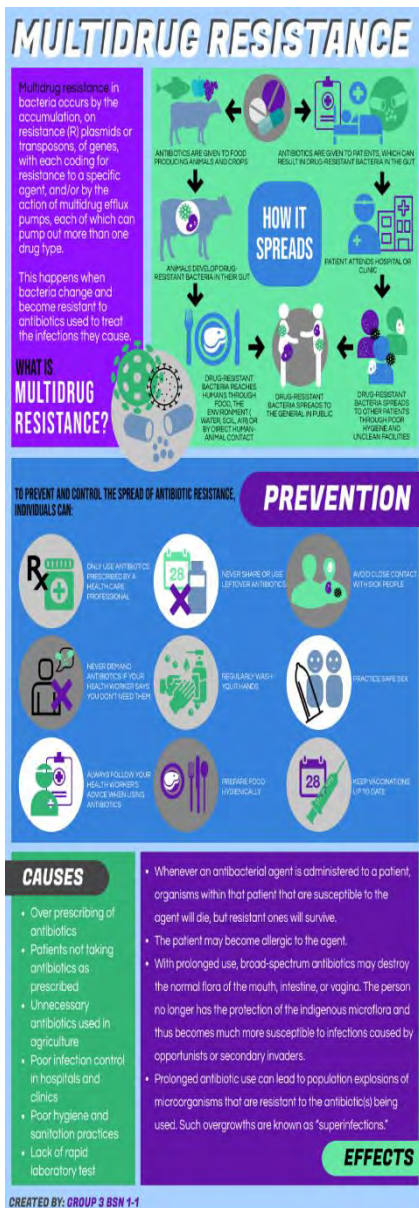 MULTIDRUG RESISTANCE
Multidrug resistance in
bacteria occurs by the
accumulation, on
resistance (R) plasmids or
transposons, of genes,
with each coding for
resistance to a specific
agent, and/or by the
action of multidrug efflux
pumps, each of which can
pump out more than one
drug type.
This happens when
bacteria change and
become resistant to
antibiotics used to treat
the infections they cause.
WHAT IS
MULTIDRUG
RESISTANCE?
ANTIBIOTICS ARE GIVEN TO FOOD
PRODUCING ANIMALS AND CROPS
ANTIBIOTICS ARE GIVEN TO PATIENTS, WHICH CAN
RESULT IN DRUG-RESISTANT BACTERIA IN THE GUT
HOW IT
SPREADS
ANIMALS DEVELOP DRUG-
RESISTANT BACTERIA IN THEIR GUT
PATIENT ATTENDS HOSPITAL OR
CLINIC
DRUG-RESISTANT
BACTERIA REACHES
HUMANS THROUGH
FOOD, THE
ENVIRONMENT (
WATER, SOIL, AIR) OR
BY DIRECT HUMAN-
ANIMAL CONTACT
DRUG-RESISTANT
BACTERIA SPREADS TO
THE GENERAL IN PUBLIC
DRUG-RESISTANT
BACTERIA SPREADS
TO OTHER PATIENTS
THROUGH POOR
HYGIENE AND
UNCLEAN FACILITIES
TO PREVENT AND CONTROL THE SPREAD OF ANTIBIOTIC RESISTANCE,
INDIVIDUALS CAN:
PREVENTION
Rx
ONLY USE ANTIBIOTICS
PRESCRIBED BY A
HEALTH CARE
PROFESSIONAL
28
NEVER SHARE OR USE
LEFTOVER ANTIBIOTICS
AVOID CLOSE CONTACT
WITH SICK PEOPLE
NEVER DEMAND
ANTIBIOTICS IF YOUR
HEALTH WORKER SAYS
YOU DON'T NEED THEM
REGULARLY WASH
YOUR HANDS
PRACTICE SAFE SEX
ALWAYS FOLLOW YOUR
HEALTH WORKER'S
ADVICE WHEN USING
ANTIBIOTICS
PREPARE FOOD
HYGIENICALLY
28
KEEP VACCINATIONS
UP TO DATE
CAUSES
• Over prescribing of
antibiotics
• Patients not taking
antibiotics as
prescribed
• Unnecessary
antibiotics used in
agriculture
• Poor infection control
in hospitals and
clinics
• Poor hygiene and
sanitation practices
• Lack of rapid
laboratory test
• Whenever an antibacterial agent is administered to a patient,
organisms within that patient that are susceptible to the
agent will die, but resistant ones will survive.
• The patient may become allergic to the agent.
• With prolonged use, broad-spectrum antibiotics may destroy
the normal flora of the mouth, intestine, or vagina. The person
no longer has the protection of the indigenous microflora and
thus becomes much more susceptible to infections caused by
opportunists or secondary invaders.
• Prolonged antibiotic use can lead to population explosions of
microorganisms that are resistant to the antibiotic(s) being
used. Such overgrowths are known as "superinfections."
EFFECTS
CREATED BY: GROUP 3 BSN 1-1